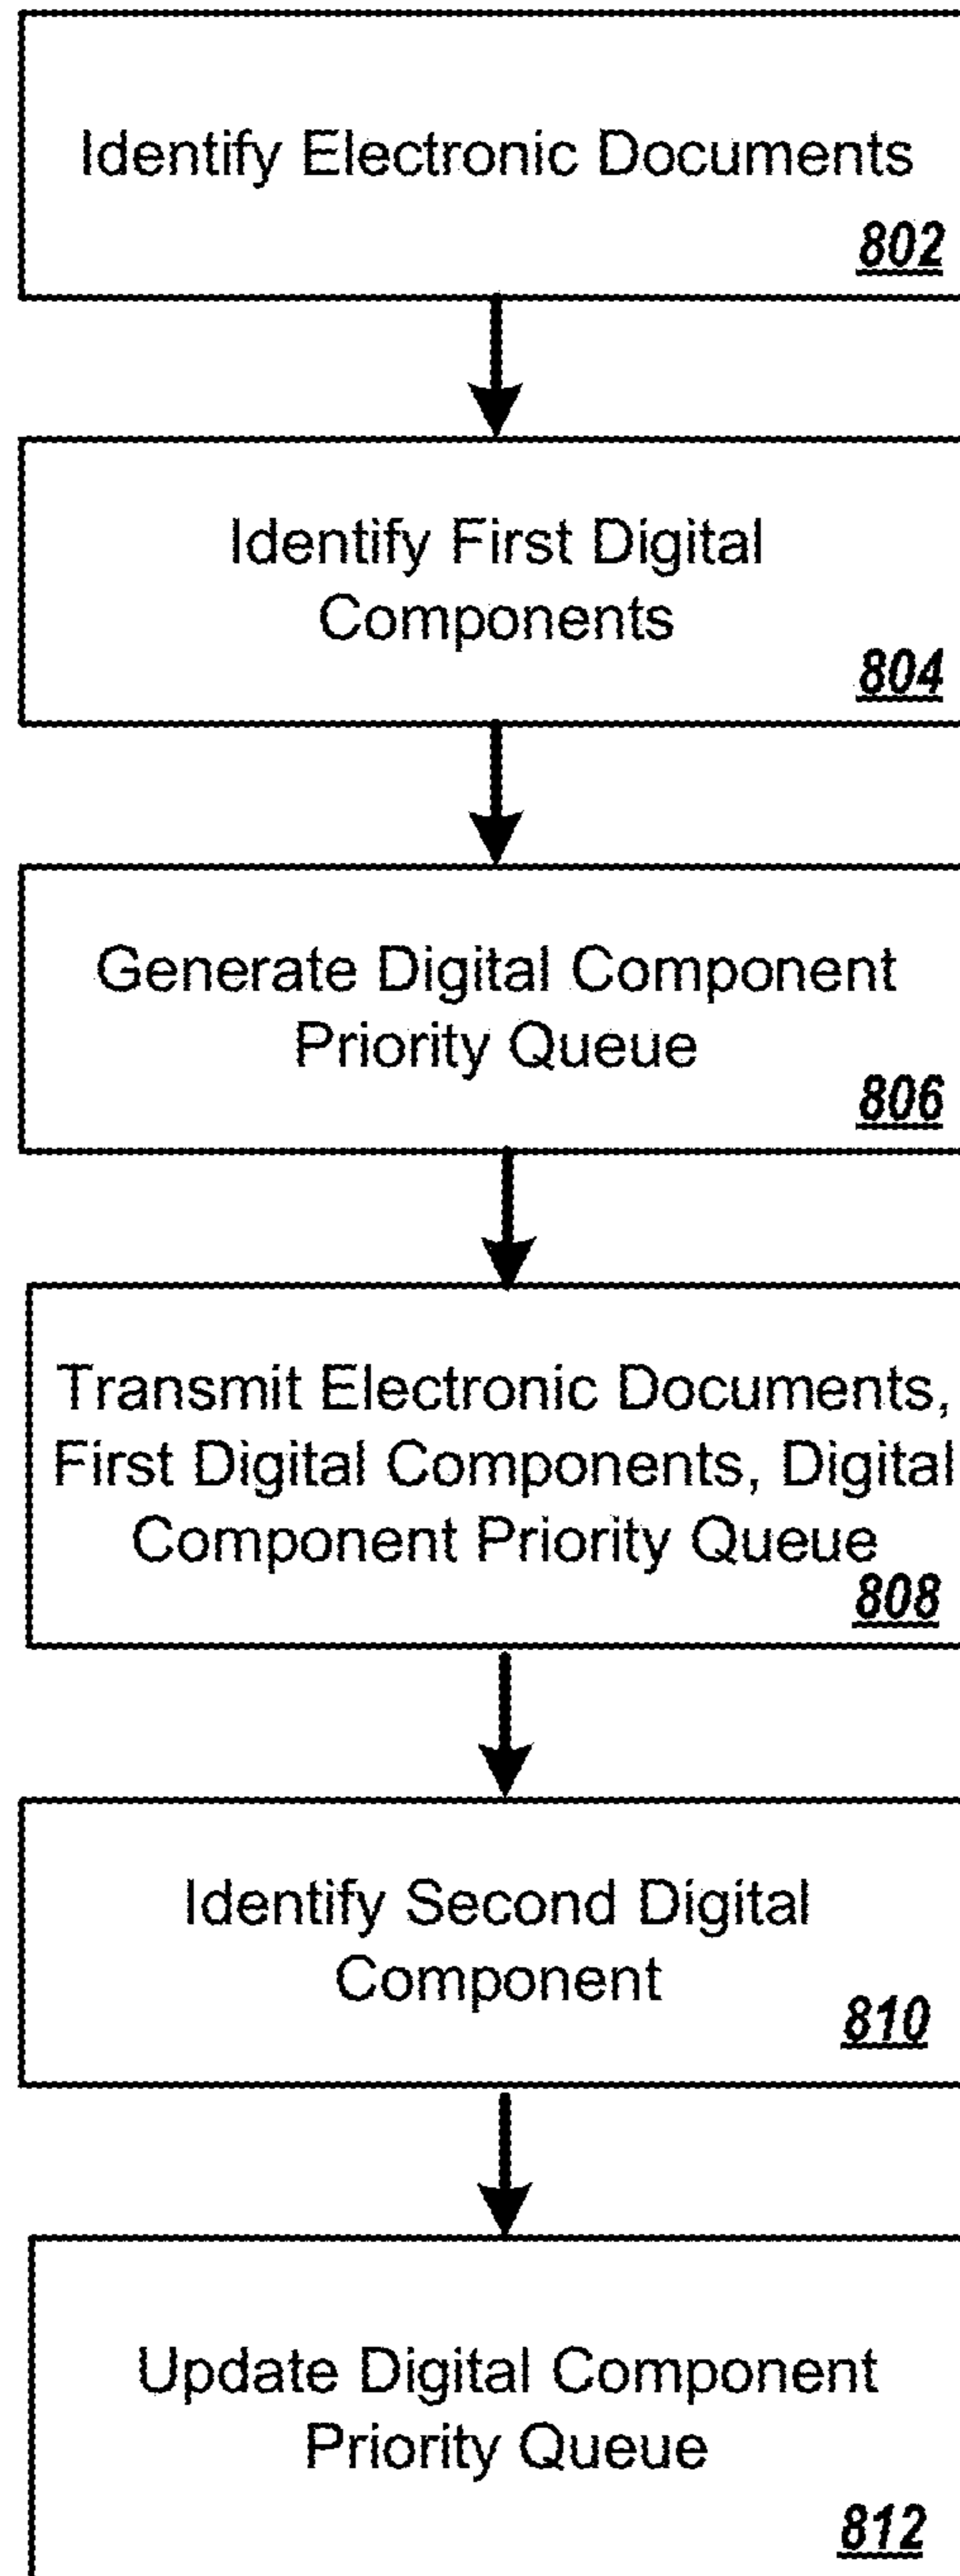 Identify Electronic Documents
802
Identify First Digital
Components
804
Generate Digital Component
Priority Queue
806
Transmit Electronic Documents,
First Digital Components, Digital
Component Priority Queue
808
Identify Second Digital
Component
810
Update Digital Component
Priority Queue
812